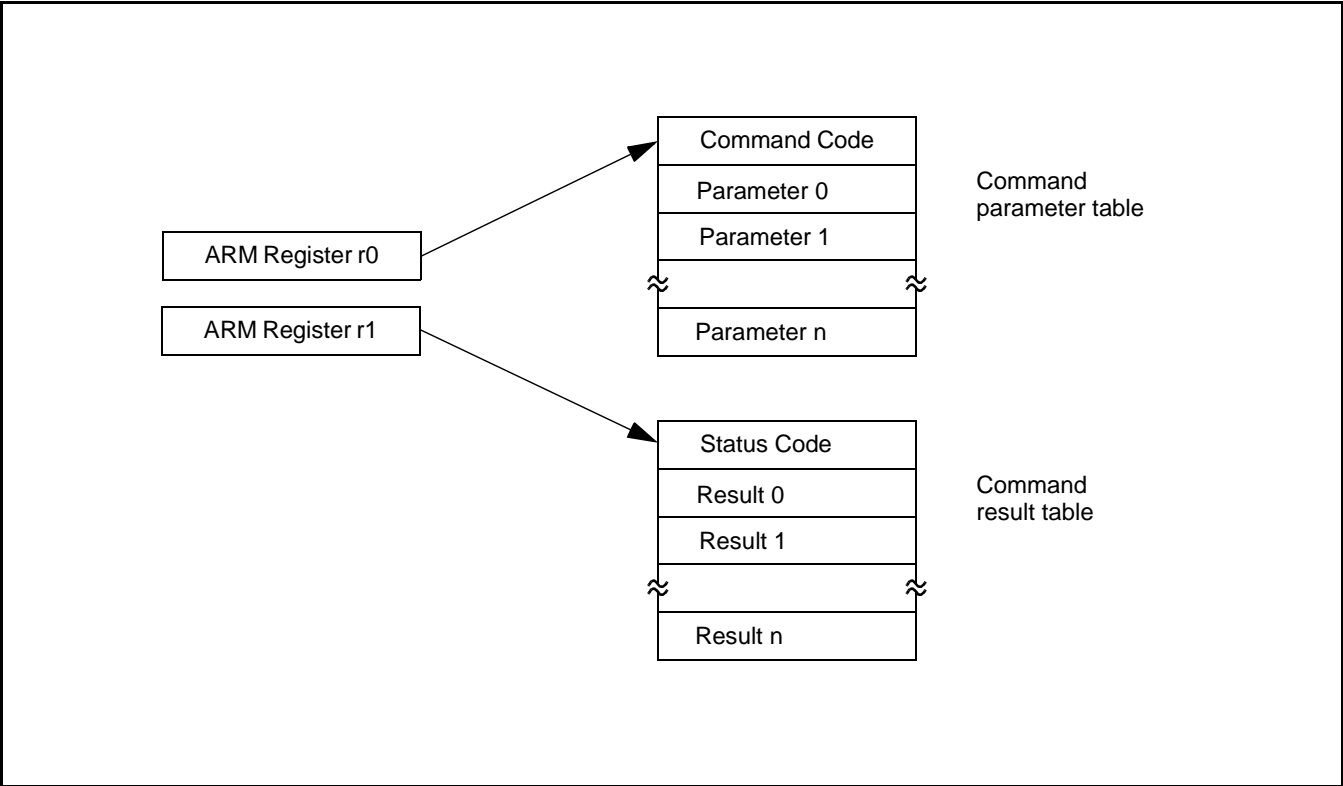 ARM Register r0
ARM Register r1
Command Code
Parameter 0
Parameter 1
Parameter n
Command
parameter table
Status Code
Result 0
Result 1
Result n
Command
result table